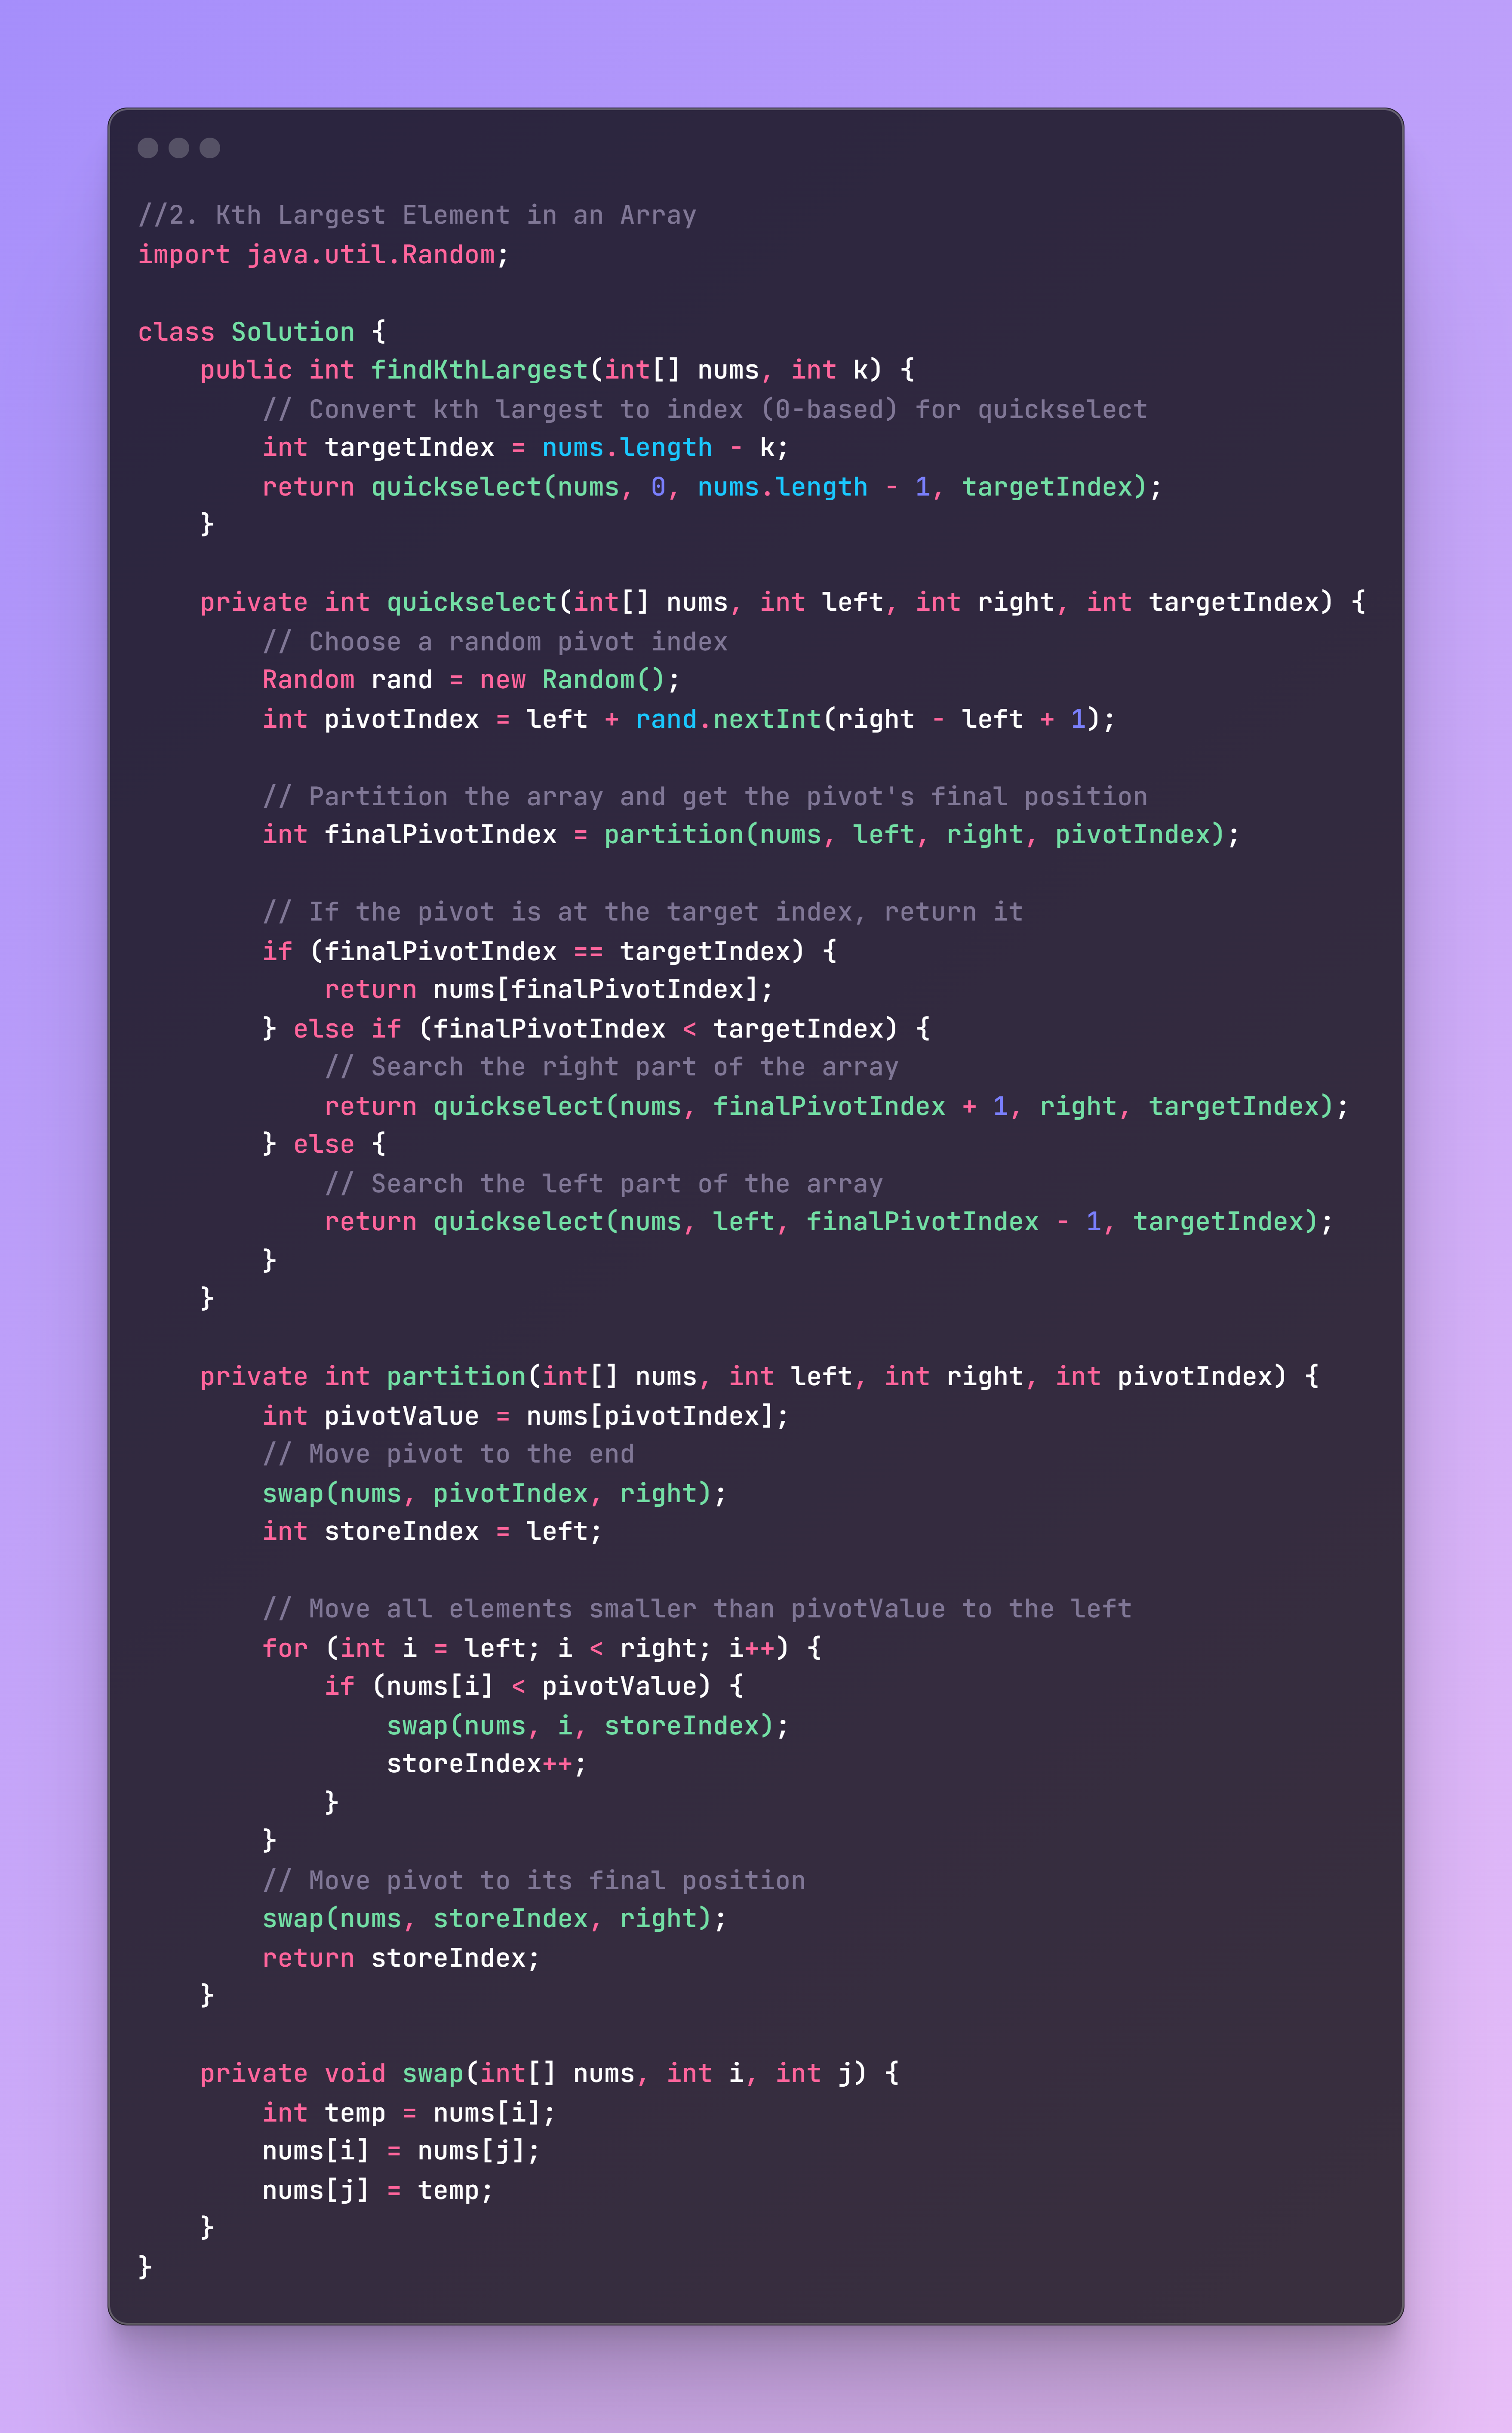 //2. Kth Largest Element in an Array
import java.util.Random;

class Solution {
    public int findKthLargest(int[] nums, int k) {
        // Convert kth largest to index (0-based) for quickselect
        int targetIndex = nums.length - k;
        return quickselect(nums, 0, nums.length - 1, targetIndex);
    }

    private int quickselect(int[] nums, int left, int right, int targetIndex) {
        // Choose a random pivot index
        Random rand = new Random();
        int pivotIndex = left + rand.nextInt(right - left + 1);

        // Partition the array and get the pivot's final position
        int finalPivotIndex = partition(nums, left, right, pivotIndex);

        // If the pivot is at the target index, return it
        if (finalPivotIndex == targetIndex) {
            return nums[finalPivotIndex];
        } else if (finalPivotIndex < targetIndex) {
            // Search the right part of the array
            return quickselect(nums, finalPivotIndex + 1, right, targetIndex);
        } else {
            // Search the left part of the array
            return quickselect(nums, left, finalPivotIndex - 1, targetIndex);
        }
    }

    private int partition(int[] nums, int left, int right, int pivotIndex) {
        int pivotValue = nums[pivotIndex];
        // Move pivot to the end
        swap(nums, pivotIndex, right);
        int storeIndex = left;

        // Move all elements smaller than pivotValue to the left
        for (int i = left; i < right; i++) {
            if (nums[i] < pivotValue) {
                swap(nums, i, storeIndex);
                storeIndex++;
            }
        }
        // Move pivot to its final position
        swap(nums, storeIndex, right);
        return storeIndex;
    }

    private void swap(int[] nums, int i, int j) {
        int temp = nums[i];
        nums[i] = nums[j];
        nums[j] = temp;
    }
}